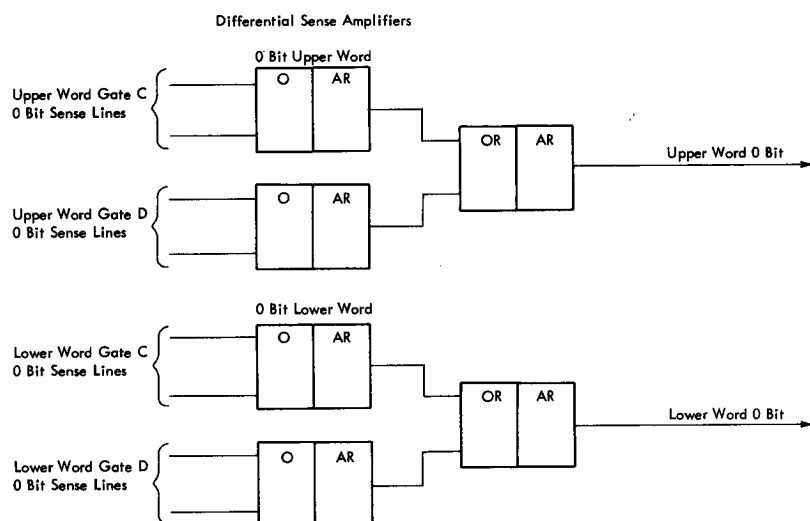 Differential Sense Amplifiers
0 Bit Upper Word
O AR
Upper Word Gate C
0 Bit Sense Lines
OR AR
Upper Word 0 Bit
O AR
Upper Word Gate D
0 Bit Sense Lines
0 Bit Lower Word
O AR
Lower Word Gate C
0 Bit Sense Lines
OR AR
Lower Word 0 Bit
O AR
Lower Word Gate D
0 Bit Sense Lines